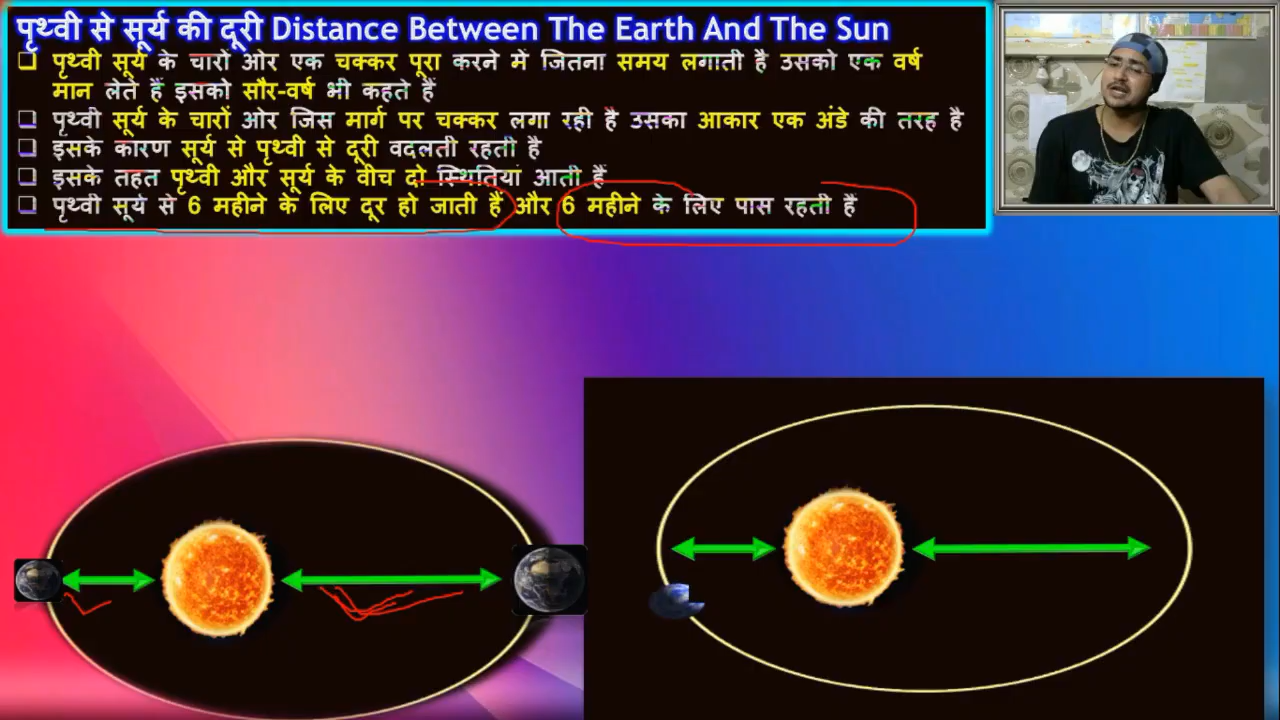 पृथ्वी से सूर्य की दूरी Distance Between The Earth And The Sun
पृथ्वी सूर्य के चारों ओर एक चक्कर पूरा करने में जितना समय लगाती है उसको एक वर्ष
मान लेते हैं इसको सौर-वर्ष भी कहते हैं
पृथ्वी सूर्य के चारों ओर जिस मार्ग पर चक्कर लगा रही है उसका आकार एक अंडे की तरह है
इसके कारण सूर्य से पृथ्वी से दूरी वदलती रहती है
इसके तहत पृथ्वी और सूर्य के वीच दो स्थितियां आती हैं
पृथ्वी सूर्य से 6 महीने के लिए दूर हो जाती हैं और 6 महीने के लिए पास रहती हैं